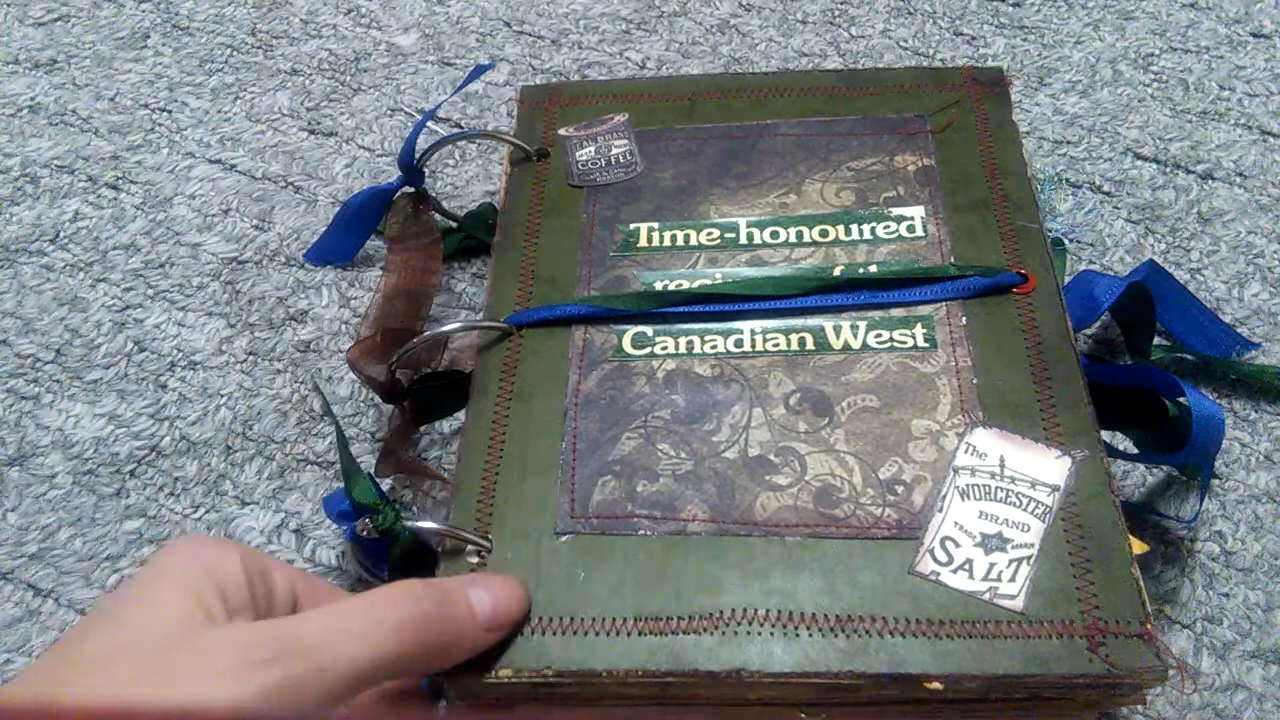 COFFEE
Time-honoured
Canadian West
The
WORCESTER
BRAND
TRADE MARK
SALT